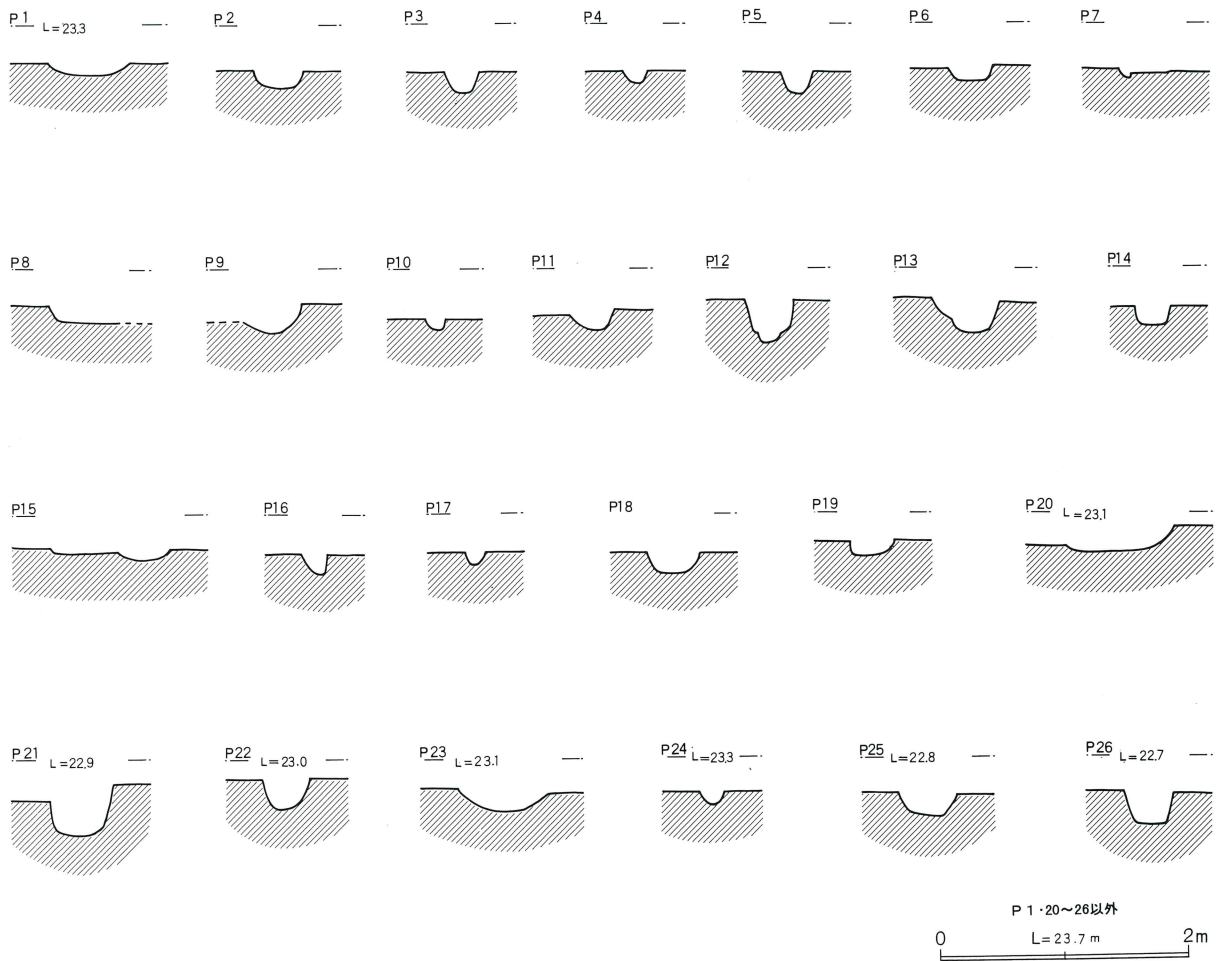 P1 L=23.3 P2 P3 P4 P5 P6 P7
P8 P9 P10 P11 P12 P13 P14
P15 P16 P17 P18 P19 P20 L=23.1
P21 L=22.9 P22 L=23.0 P23 L=23.1 P24 L=23.3 P25 L=22.8 P26 L=22.7
P1・20〜26以外
0 L=23.7m 2m